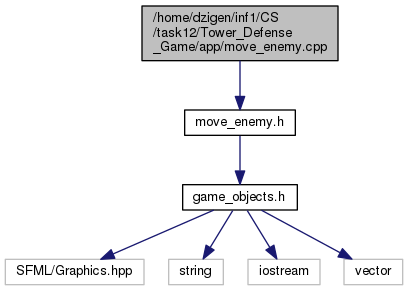 /home/dzigen/inf1/CS
/task12/Tower_Defense
_Game/app/move_enemy.cpp
move_enemy.h
game_objects.h
SFML/Graphics.hpp
string
iostream
vector